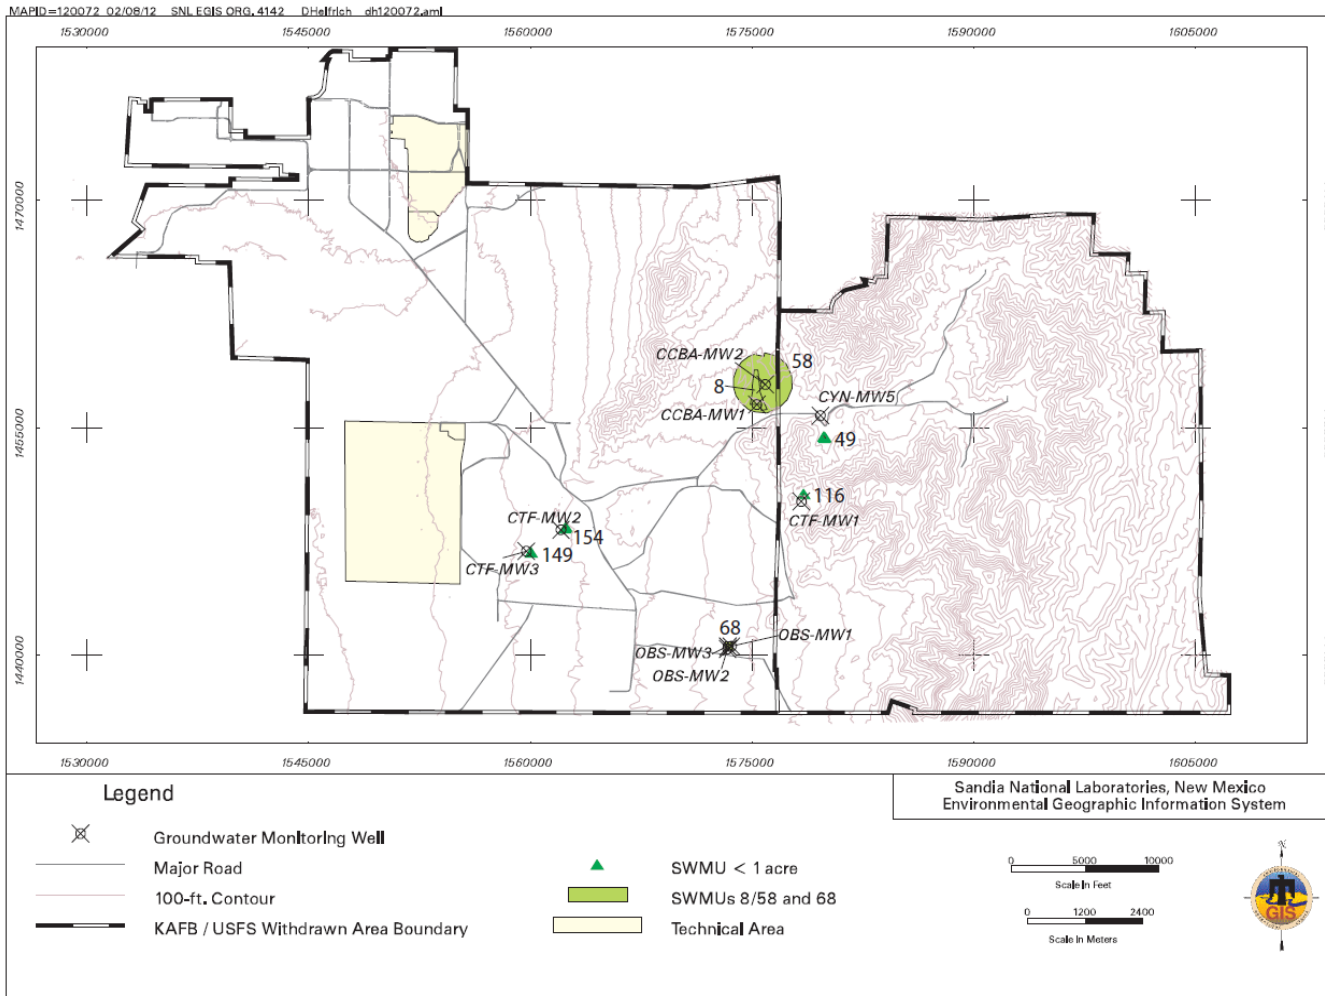 MAPID=120072 02/08/12 SNL EGIS ORG. 4142 DHelfrich dh120072.aml
1530000 1545000 1560000 1575000 1590000 1605000
1470000
1455000
1440000
CCBA-MW2
58
8
CCBA-MW1
CYN-MW5
49
116
CTF-MW1
CTF-MW2
154
149
CTF-MW3
68
OBS-MW1
OBS-MW3
OBS-MW2
1530000 1545000 1560000 1575000 1590000 1605000
Legend
Groundwater Monitoring Well
Major Road
100-ft. Contour
KAFB / USFS Withdrawn Area Boundary
SWMU < 1 acre
SWMUs 8/58 and 68
Technical Area
Sandia National Laboratories, New Mexico
Environmental Geographic Information System
0 5000 10000
Scale In Feet
0 1200 2400
Scale In Meters
N
GIS